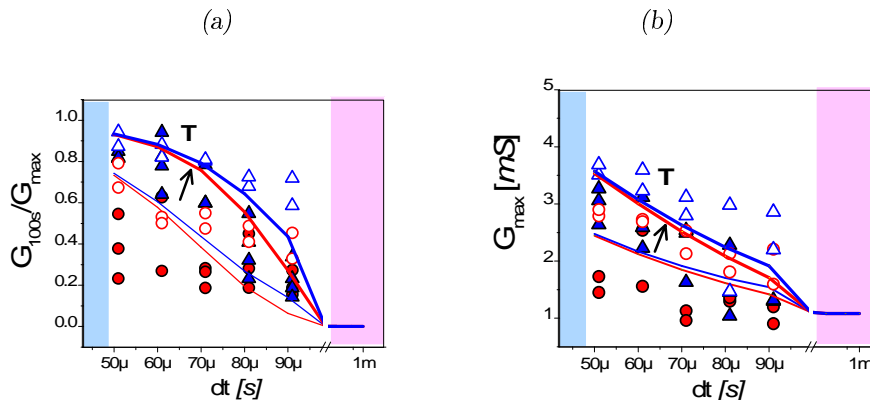 (a)
(b)
1.0
0.8
0.6
0.4
0.2
0.0
G100s/Gmax
T
50µ 60µ 70µ 80µ 90µ 1m
dt [s]
5
4
3
2
1
Gmax [mS]
T
50µ 60µ 70µ 80µ 90µ 1m
dt [s]